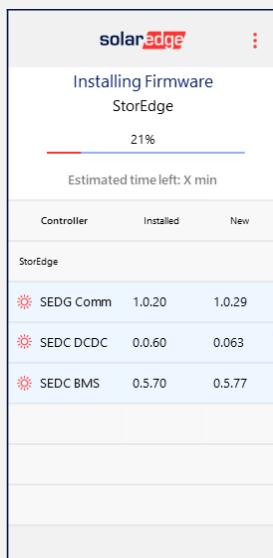 solaredge
Installing Firmware
StorEdge
21%
Estimated time left: X min
Controller Installed New
StorEdge
SEDG Comm 1.0.20 1.0.29
SEDC DCDC 0.0.60 0.063
SEDC BMS 0.5.70 0.5.77